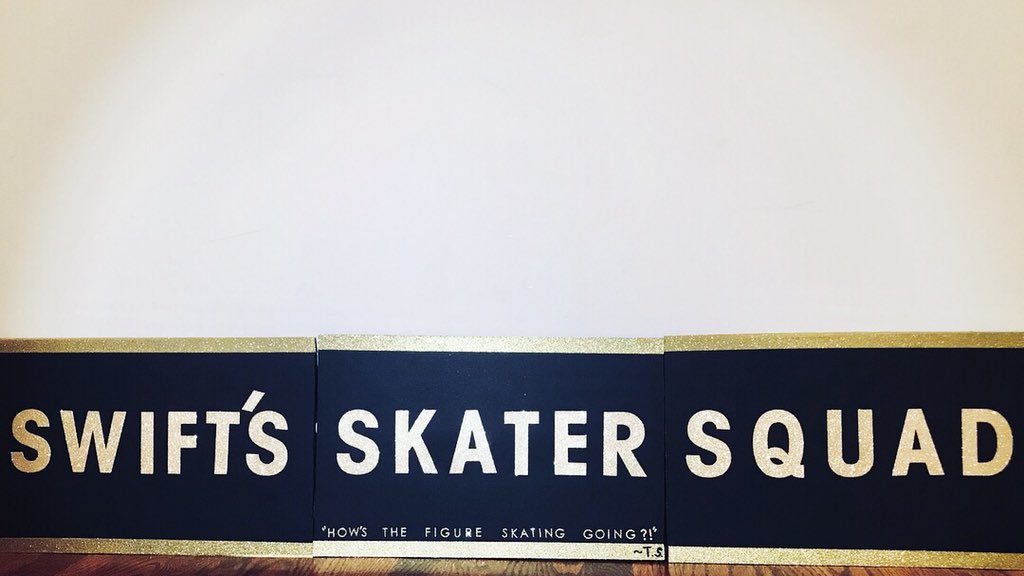 SWIFT'S SKATER SQUAD
"HOW'S THE FIGURE SKATING GOING?!"
~T.S.